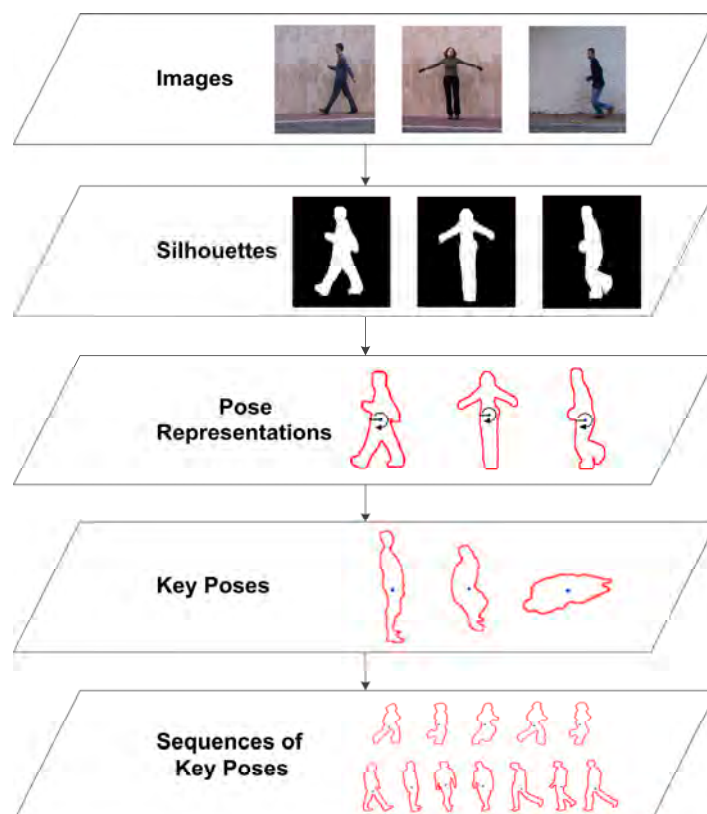 Images
Silhouettes
Pose
Representations
Key Poses
Sequences of
Key Poses